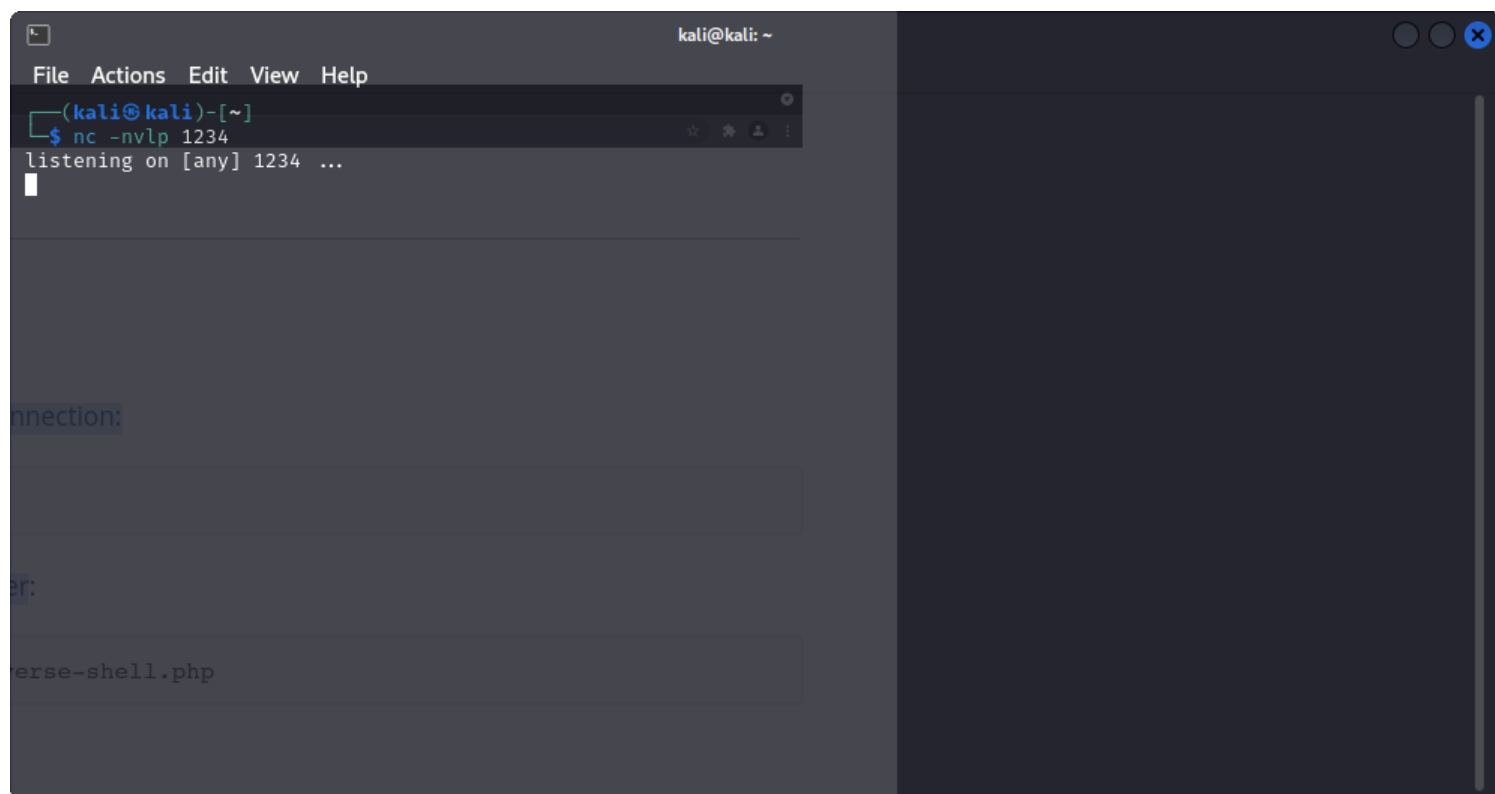 kali@kali: ~
File Actions Edit View Help
┌──(kali㉿kali)-[~]
└─$ nc -nvlp 1234
listening on [any] 1234 ...
nnection:
er:
erse-shell.php